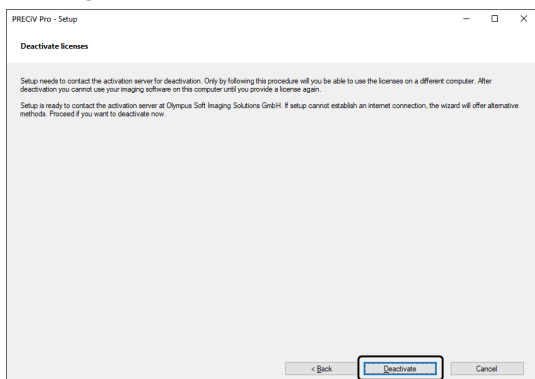 PRECiV Pro - Setup
Deactivate licenses
Setup needs to contact the activation server for deactivation. Only by following this procedure will you be able to use the licenses on a different computer. After
deactivation you cannot use your imaging software on this computer until you provide a license again.
Setup is ready to contact the activation server at Olympus Soft Imaging Solutions GmbH. If setup cannot establish an internet connection, the wizard will offer alternative
methods. Proceed if you want to deactivate now.
< Back Deactivate Cancel